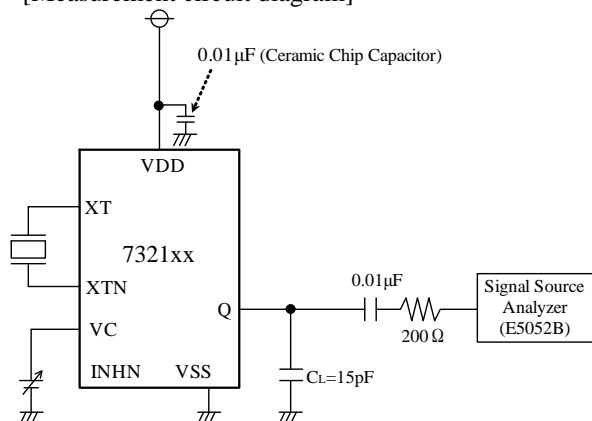 [Measurement circuit diagram]
0.01µF (Ceramic Chip Capacitor)
VDD
XT
7321xx
XTN
VC
Q
INHN VSS
CL=15pF
0.01µF
200Ω
Signal Source
Analyzer
(E5052B)